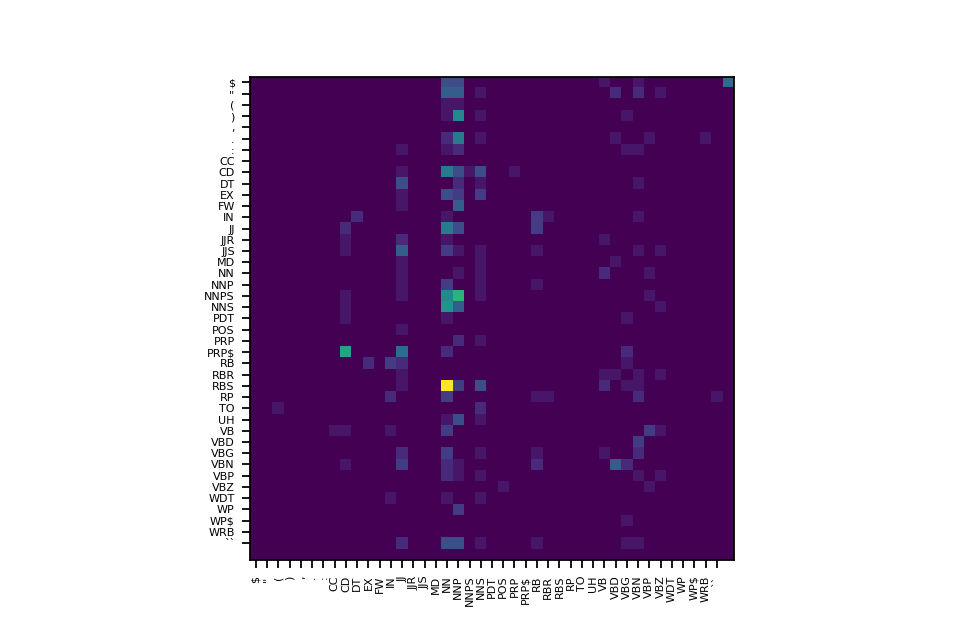 $
"
(
)
,
.
:
CC
CD
DT
EX
FW
IN
JJ
JJR
JJS
MD
NN
NNP
NNPS
NNS
PDT
POS
PRP
PRP$
RB
RBR
RBS
RP
TO
UH
VB
VBD
VBG
VBN
VBP
VBZ
WDT
WP
WP$
WRB
``
$ " ( ) , . : CC CD DT EX FW IN JJ JJR JJS MD NN NNP NNPS NNS PDT POS PRP PRP$ RB RBR RBS RP TO UH VB VBD VBG VBN VBP VBZ WDT WP WP$ WRB ``